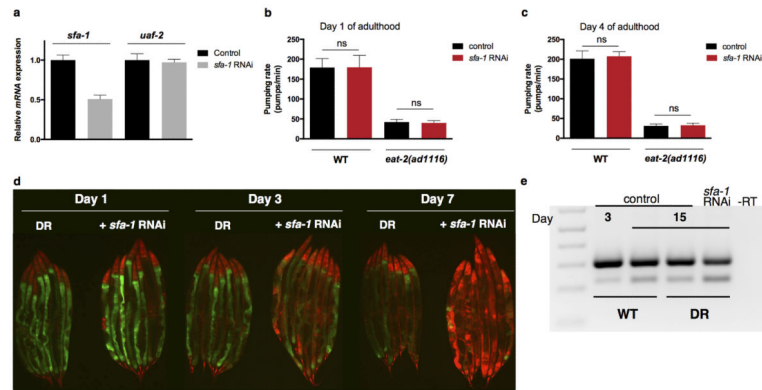 a
sfa-1 uaf-2
Relative mRNA expression
1.0
0.5
0.0
Control
sfa-1 RNAi
b
Day 1 of adulthood
ns
ns
Pumping rate
(pumps/min)
250
200
150
100
50
0
WT eat-2(ad1116)
control
sfa-1 RNAi
c
Day 4 of adulthood
ns
ns
Pumping rate
(pumps/min)
250
200
150
100
50
0
WT eat-2(ad1116)
control
sfa-1 RNAi
d
Day 1 Day 3 Day 7
DR + sfa-1 RNAi DR + sfa-1 RNAi DR + sfa-1 RNAi
e
control sfa-1 RNAi -RT
Day 3 15
WT DR